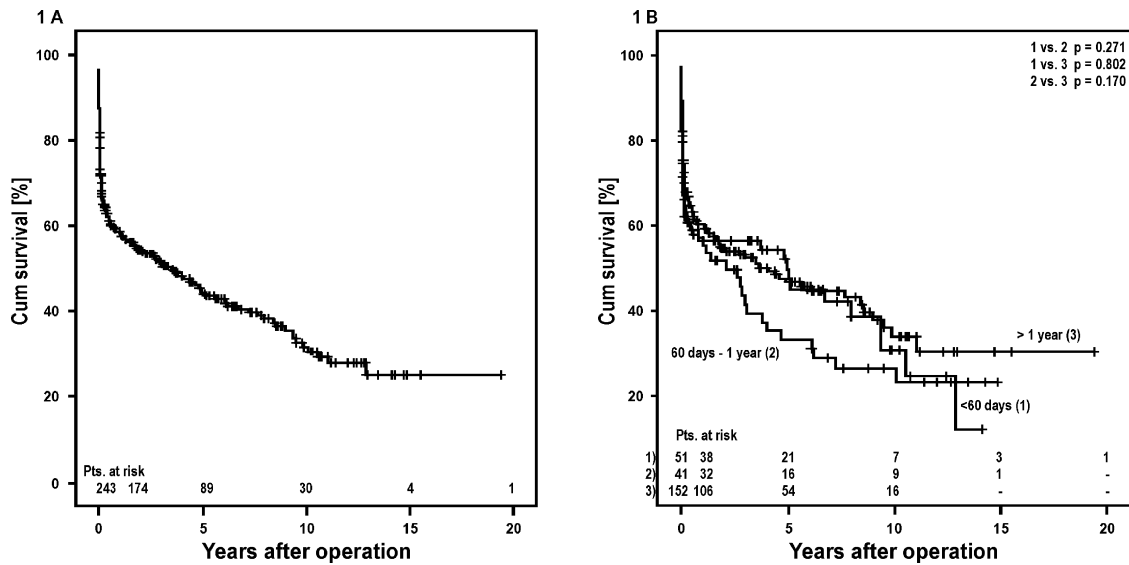 1 A
100
80
60
40
20
0
Cum survival [%]
Pts. at risk
243 174 89 30 4 1
0 5 10 15 20
Years after operation
1 B
1 vs. 2 p = 0.271
1 vs. 3 p = 0.802
2 vs. 3 p = 0.170
100
80
60
40
20
0
Cum survival [%]
> 1 year (3)
60 days - 1 year (2)
<60 days (1)
Pts. at risk
1) 51 38 21 7 3 1
2) 41 32 16 9 1 -
3) 152 106 54 16 - -
0 5 10 15 20
Years after operation